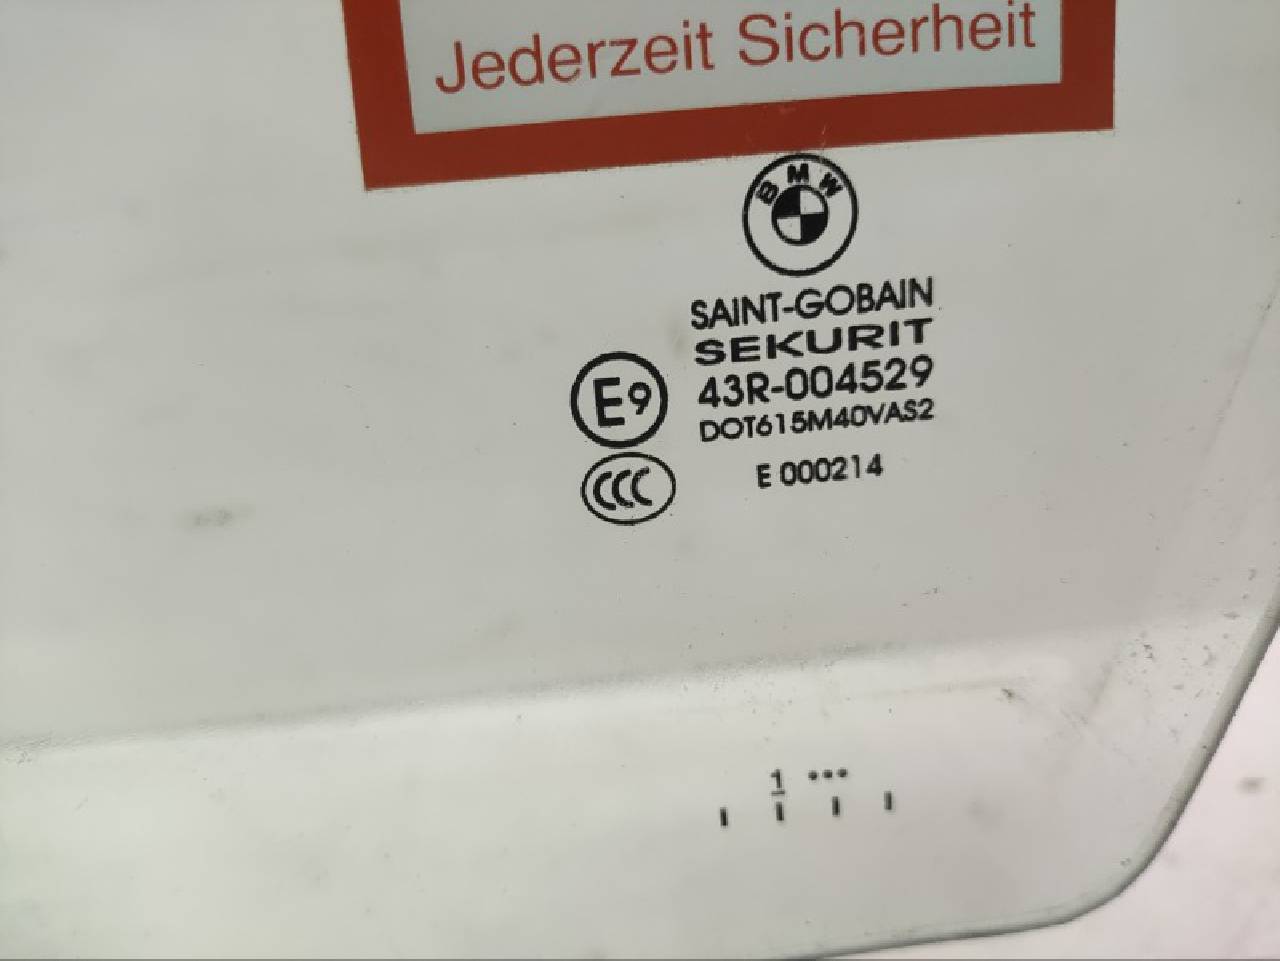 Jederzeit Sicherheit
BMW
SAINT-GOBAIN
SEKURIT
E9
43R-004529
DOT615M40VAS2
CCC
E 000214
1 •••